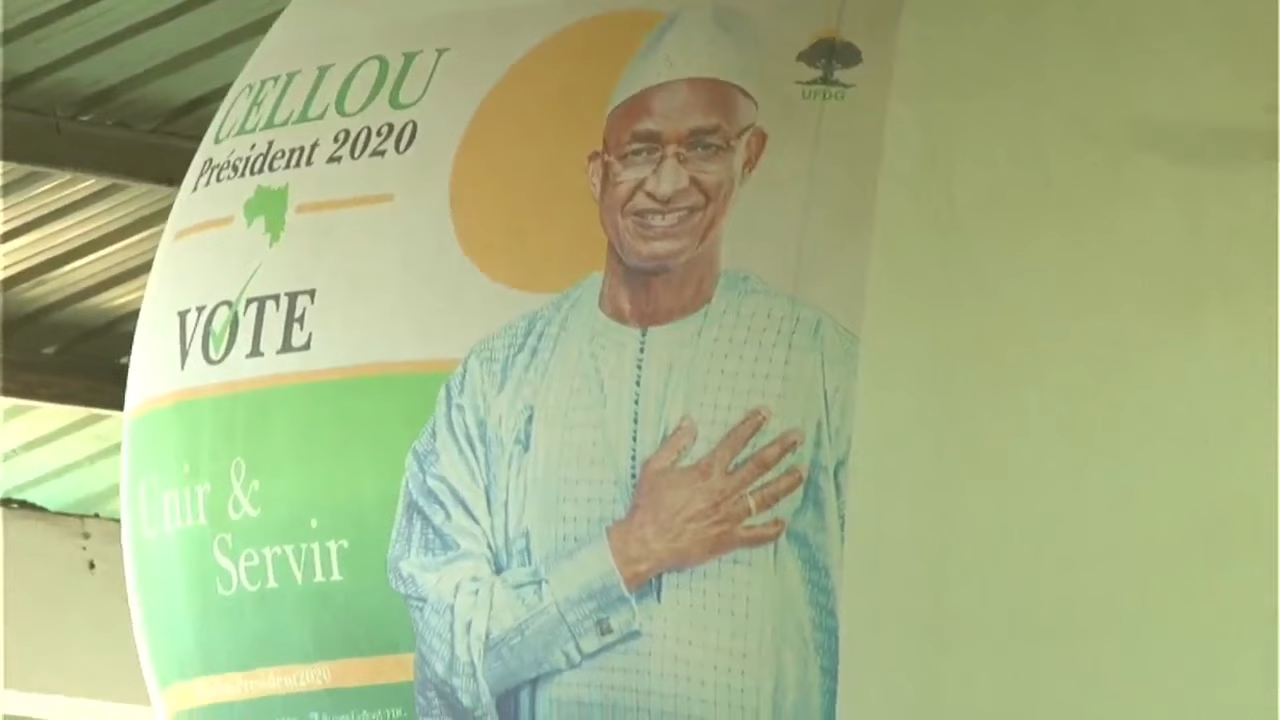 CELLOU
Président 2020
VOTE
Unir &
Servir
UFDG